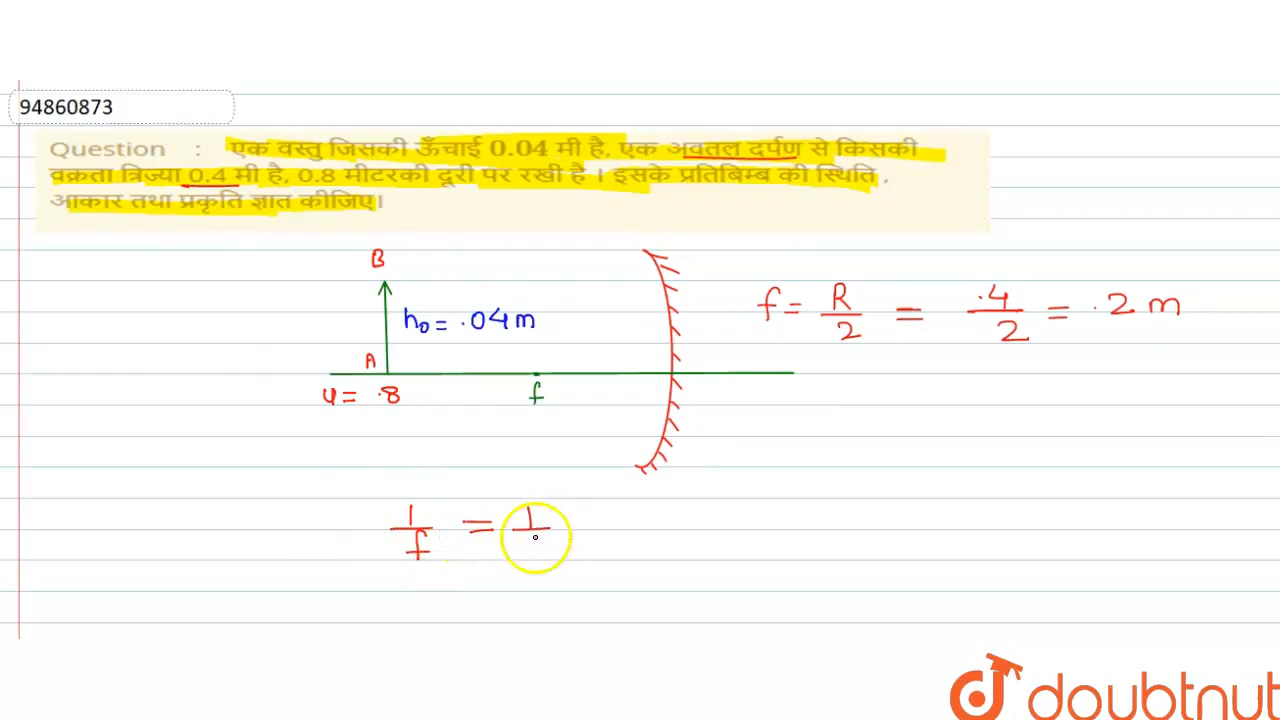 94860873
Question : एक वस्तु जिसकी ऊँचाई 0.04 मी है, एक अवतल दर्पण से किसकी
वक्रता त्रिज्या 0.4 मी है, 0.8 मीटरकी दूरी पर रखी है । इसके प्रतिबिम्ब की स्थिति ,
आकार तथा प्रकृति ज्ञात कीजिए।
B
h₀ = .04 m
f = R/2 = .4/2 = .2 m
A
u = .8
f
1/f = 1
doubtnut